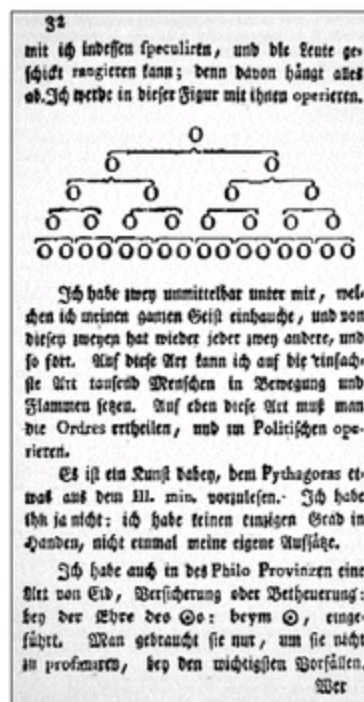 32
mit ich indessen speculiren, und die Leute ge-
schickt rangieren kann; denn davon hängt alles
ab. Ich werde in dieser Figur mit ihnen operieren.
O
O O
O O O O
O O O O O O O O
O O O O O O O O O O O O O O O O
Ich habe zwey unmittelbar unter mir, wel-
chen ich meinen ganzen Geist einhauche, und von
diesen zweyen hat wieder jeder zwey andere, und
so fort. Auf diese Art kann ich auf die einfach-
ste Art tausend Menschen in Bewegung und
Flammen setzen. Auf eben diese Art muß man
die Ordres ertheilen, und im Politischen ope-
rieren.
Es ist ein Kunst dabey, dem Pythagoras et-
was aus dem III. min. vorzulesen. Ich habe
ihn ja nicht: ich habe keinen einzigen Grad in
Handen, nicht einmal meine eigene Aufsätze.
Ich habe auch in des Philo Provinzen eine
Art von Eid, Versicherung oder Betheuerung:
bey der Ehre des ⊙s: beym ⊙, einge-
führt. Man gebraucht sie nur, um sie nicht
zu profanieren, bey den wichtigsten Vorfällen.
Wer